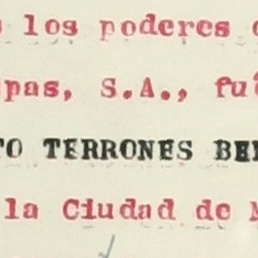 los poderes
pas, S.A., fu
TO TERRONES BE
la Ciudad de M